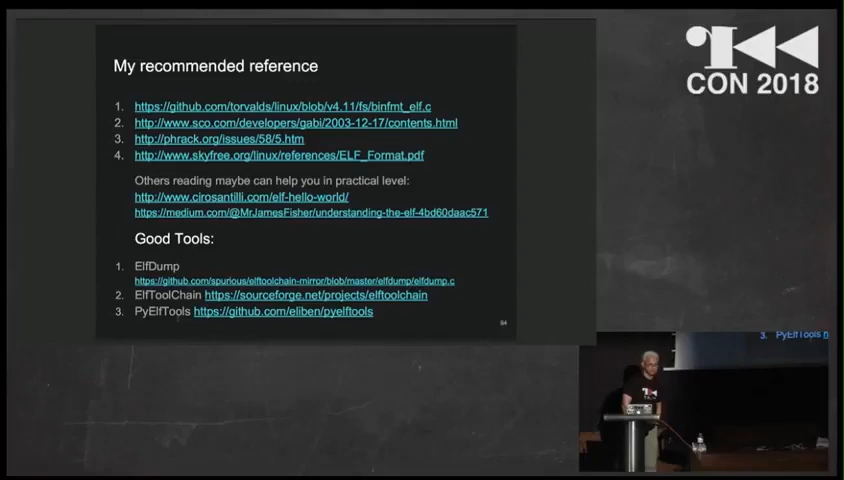 My recommended reference
1. https://github.com/torvalds/linux/blob/v4.11/fs/binfmt_elf.c
2. http://www.sco.com/developers/gabi/2003-12-17/contents.html
3. http://phrack.org/issues/58/5.htm
4. http://www.skyfree.org/linux/references/ELF_Format.pdf
Others reading maybe can help you in practical level:
http://www.cirosantilli.com/elf-hello-world/
https://medium.com/@MrJamesFisher/understanding-the-elf-4bd60daac571
Good Tools:
1. ElfDump
https://github.com/spurious/elftoolchain-mirror/blob/master/elfdump/elfdump.c
2. ElfToolChain https://sourceforge.net/projects/elftoolchain
3. PyElfTools https://github.com/eliben/pyelftools
94
CON 2018
3. PyElfTools h